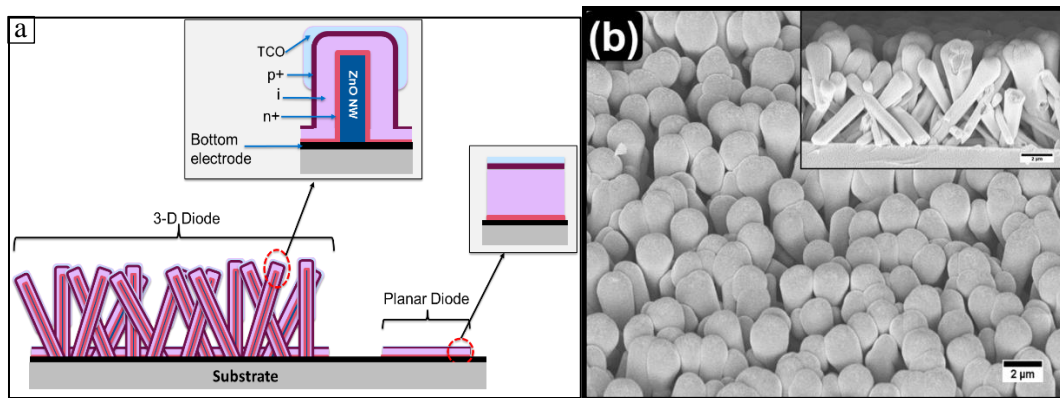 a
TCO
p+
i
n+
ZnO NW
Bottom
electrode
3-D Diode
Planar Diode
Substrate
(b)
2 µm
2 µm